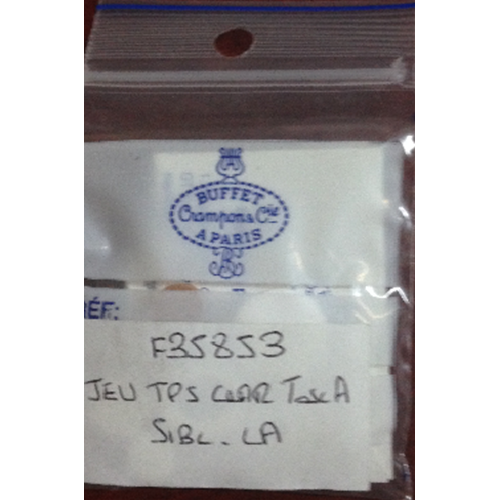 BUFFET
Crampon & Cie
A PARIS
RÉF:
F35853
JEU TPS CLAR TOSCA
SIBL - LA